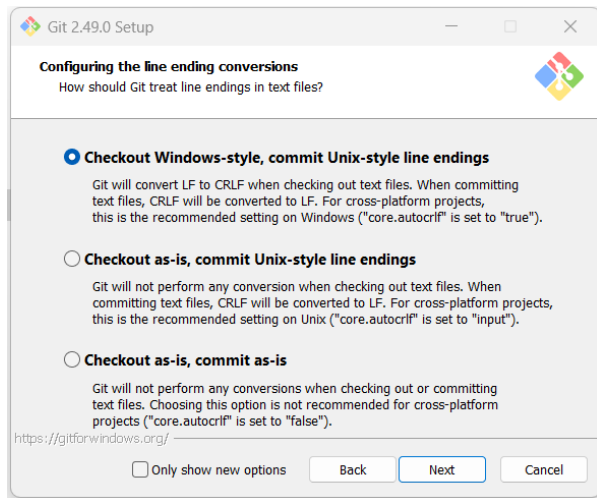 Git 2.49.0 Setup
Configuring the line ending conversions
How should Git treat line endings in text files?
Checkout Windows-style, commit Unix-style line endings
Git will convert LF to CRLF when checking out text files. When committing
text files, CRLF will be converted to LF. For cross-platform projects,
this is the recommended setting on Windows ("core.autocrlf" is set to "true").
Checkout as-is, commit Unix-style line endings
Git will not perform any conversion when checking out text files. When
committing text files, CRLF will be converted to LF. For cross-platform projects,
this is the recommended setting on Unix ("core.autocrlf" is set to "input").
Checkout as-is, commit as-is
Git will not perform any conversions when checking out or committing
text files. Choosing this option is not recommended for cross-platform
projects ("core.autocrlf" is set to "false").
https://gitforwindows.org/
Only show new options Back Next Cancel